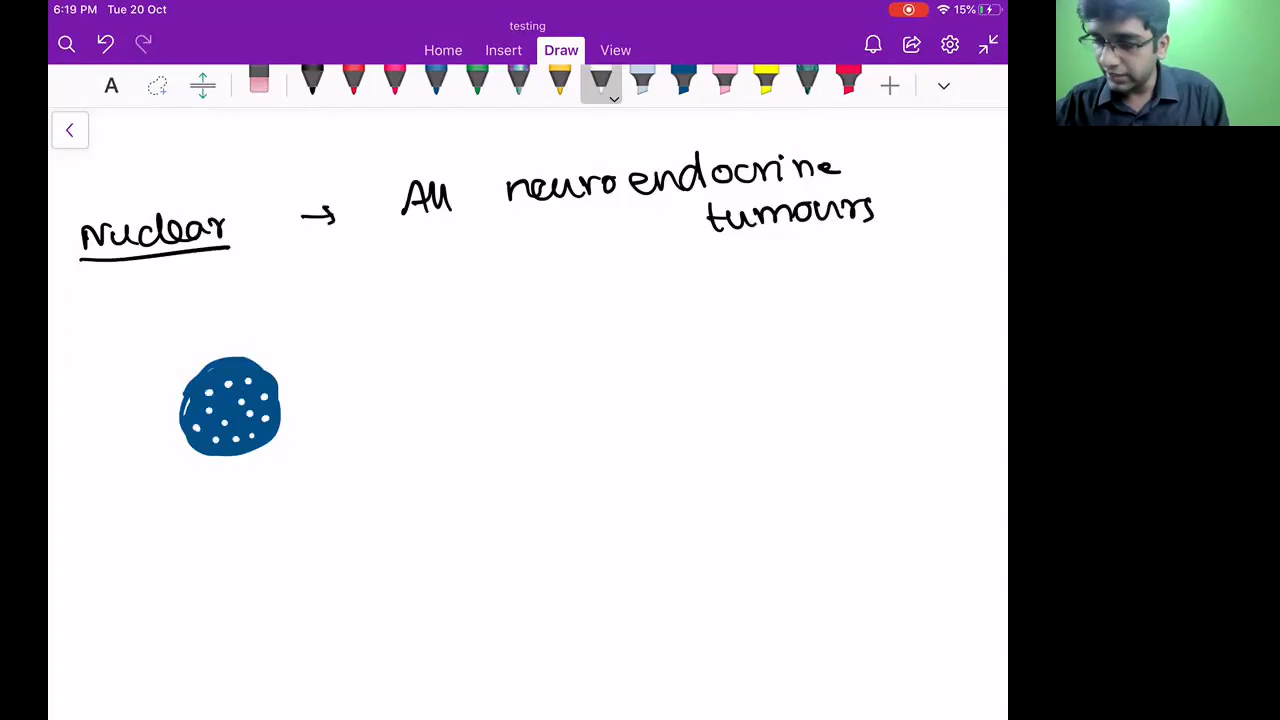 6:19 PM Tue 20 Oct
15%
testing
Home Insert Draw View
A
Nuclear → All neuroendocrine
tumours